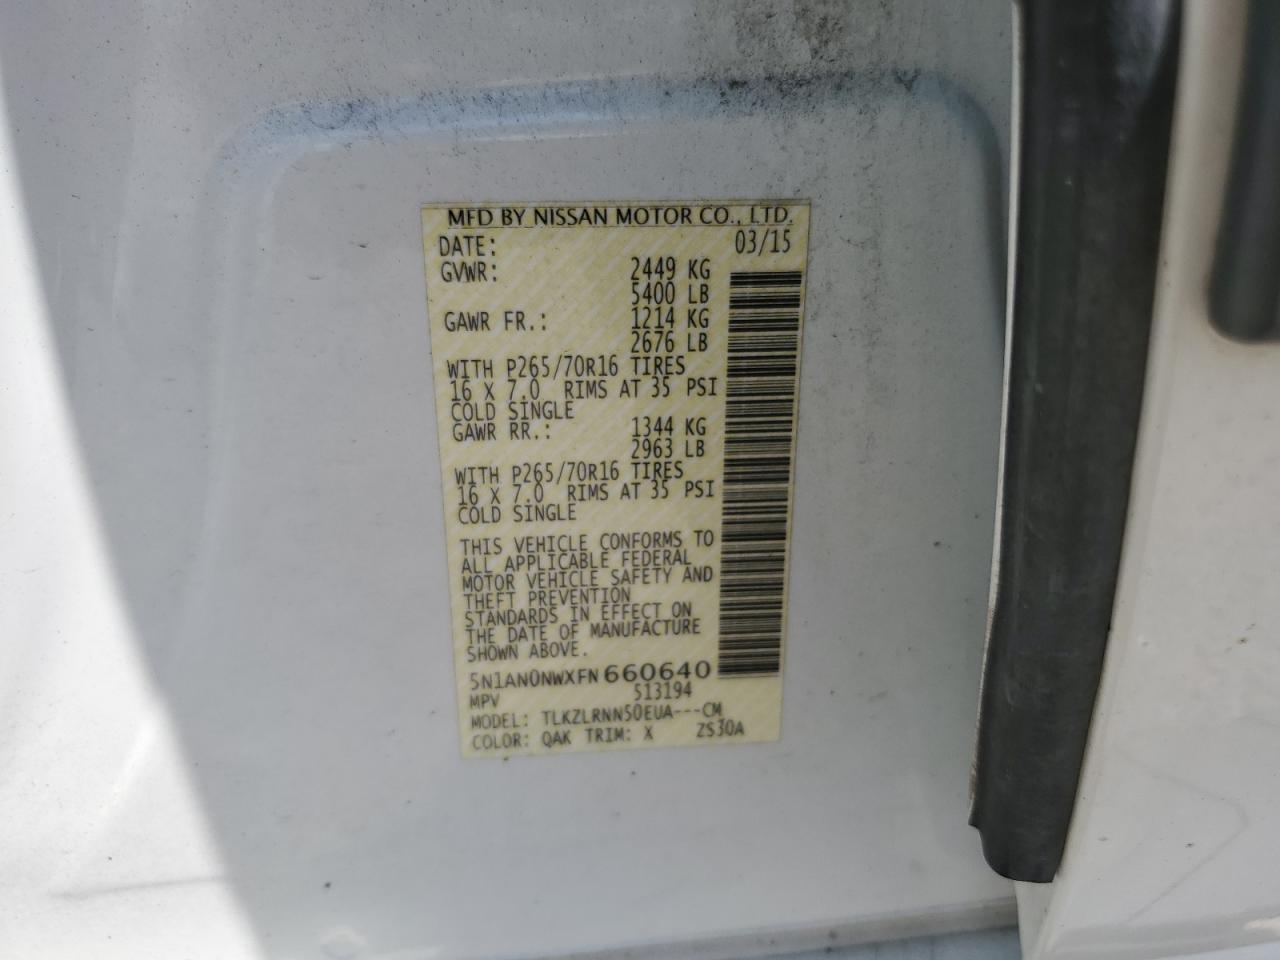 MFD BY NISSAN MOTOR CO., LTD.
DATE: 03/15
GVWR: 2449 KG
5400 LB
GAWR FR.: 1214 KG
2676 LB
WITH P265/70R16 TIRES
16 X 7.0 RIMS AT 35 PSI
COLD SINGLE
GAWR RR.: 1344 KG
2963 LB
WITH P265/70R16 TIRES
16 X 7.0 RIMS AT 35 PSI
COLD SINGLE
THIS VEHICLE CONFORMS TO
ALL APPLICABLE FEDERAL
MOTOR VEHICLE SAFETY AND
THEFT PREVENTION
STANDARDS IN EFFECT ON
THE DATE OF MANUFACTURE
SHOWN ABOVE.
5N1AN0NWXFN660640
MPV 513194
MODEL: TLKZLRNN50EUA---CM
COLOR: QAK TRIM: X ZS30A